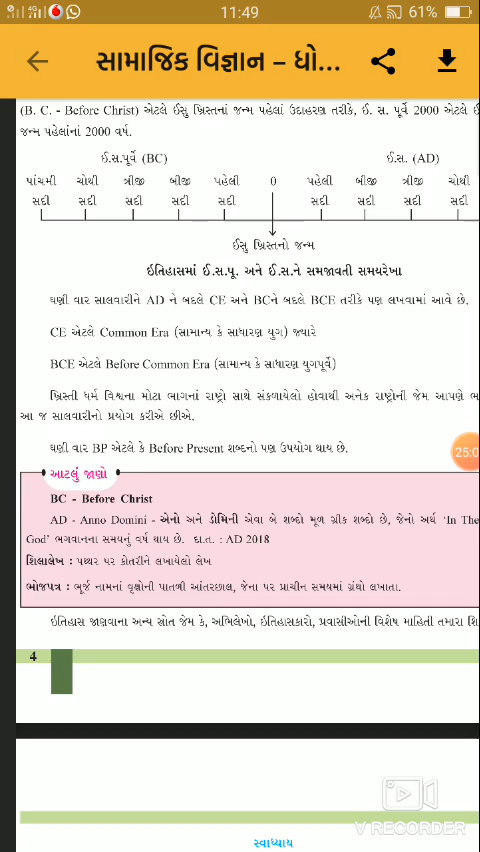 4G 11:49 61%
સામાજિક વિજ્ઞાન – ધો...
(B. C. - Before Christ) એટલે ઈસુ ખ્રિસ્તનાં જન્મ પહેલાં ઉદાહરણ તરીકે, ઈ. સ. પૂર્વે 2000 એટલે ઈ
જન્મ પહેલાંનાં 2000 વર્ષ.
ઈ.સ.પૂર્વે (BC) ઈ.સ. (AD)
પાંચમી ચોથી ત્રીજી બીજી પહેલી 0 પહેલી બીજી ત્રીજી ચોથી
સદી સદી સદી સદી સદી સદી સદી સદી સદી
ઈસુ ખ્રિસ્તનો જન્મ
ઇતિહાસમાં ઈ.સ.પૂ. અને ઈ.સ.ને સમજાવતી સમયરેખા
ઘણી વાર સાલવારીને AD ને બદલે CE અને BCને બદલે BCE તરીકે પણ લખવામાં આવે છે.
CE એટલે Common Era (સામાન્ય કે સાધારણ યુગ) જ્યારે
BCE એટલે Before Common Era (સામાન્ય કે સાધારણ યુગપૂર્વે)
ખ્રિસ્તી ધર્મ વિશ્વના મોટા ભાગનાં રાષ્ટ્રો સાથે સંકળાયેલો હોવાથી અનેક રાષ્ટ્રોની જેમ આપણે ભા
આ જ સાલવારીનો પ્રયોગ કરીએ છીએ.
ઘણી વાર BP એટલે કે Before Present શબ્દનો પણ ઉપયોગ થાય છે.
25:0
આટલું જાણો
BC - Before Christ
AD - Anno Domini - એનો અને ડોમિની એવા બે શબ્દો મૂળ ગ્રીક શબ્દો છે, જેનો અર્થ 'In The
God' ભગવાનના સમયનું વર્ષ થાય છે. દા.ત. : AD 2018
શિલાલેખ : પથ્થર પર કોતરીને લખાયેલો લેખ
ભોજપત્ર : ભૂર્જ નામનાં વૃક્ષોની પાતળી આંતરછાલ, જેના પર પ્રાચીન સમયમાં ગ્રંથો લખાતા.
ઇતિહાસ જાણવાના અન્ય સ્રોત જેમ કે, અભિલેખો, ઇતિહાસકારો, પ્રવાસીઓની વિશેષ માહિતી તમારા શિ
4
V RECORDER
સ્વાધ્યાય